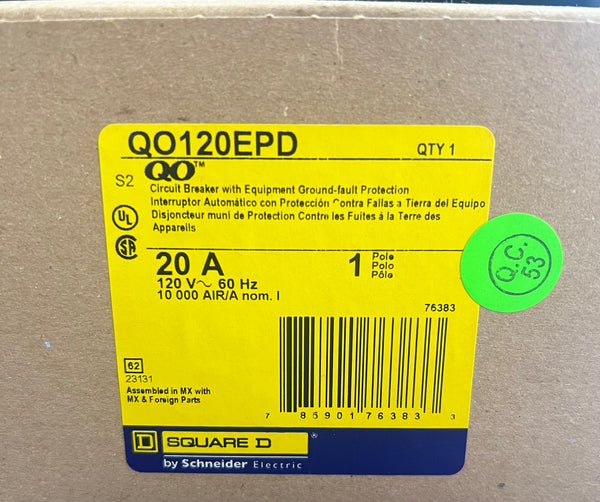 QO120EPD QTY 1
QO™
S2
Circuit Breaker with Equipment Ground-fault Protection
Interruptor Automático con Protección Contra Fallas a Tierra del Equipo
Disjoncteur muni de Protection Contre les Fuites à la Terre des
Appareils
UL
SA
20 A 1 Pole
Polo
Pôle
120 V~ 60 Hz
10 000 AIR/A nom. I
Q.C.
53
76383
62
23131
Assembled in MX with
MX & Foreign Parts
7 85901 76383 3
D SQUARE D ®
by Schneider Electric